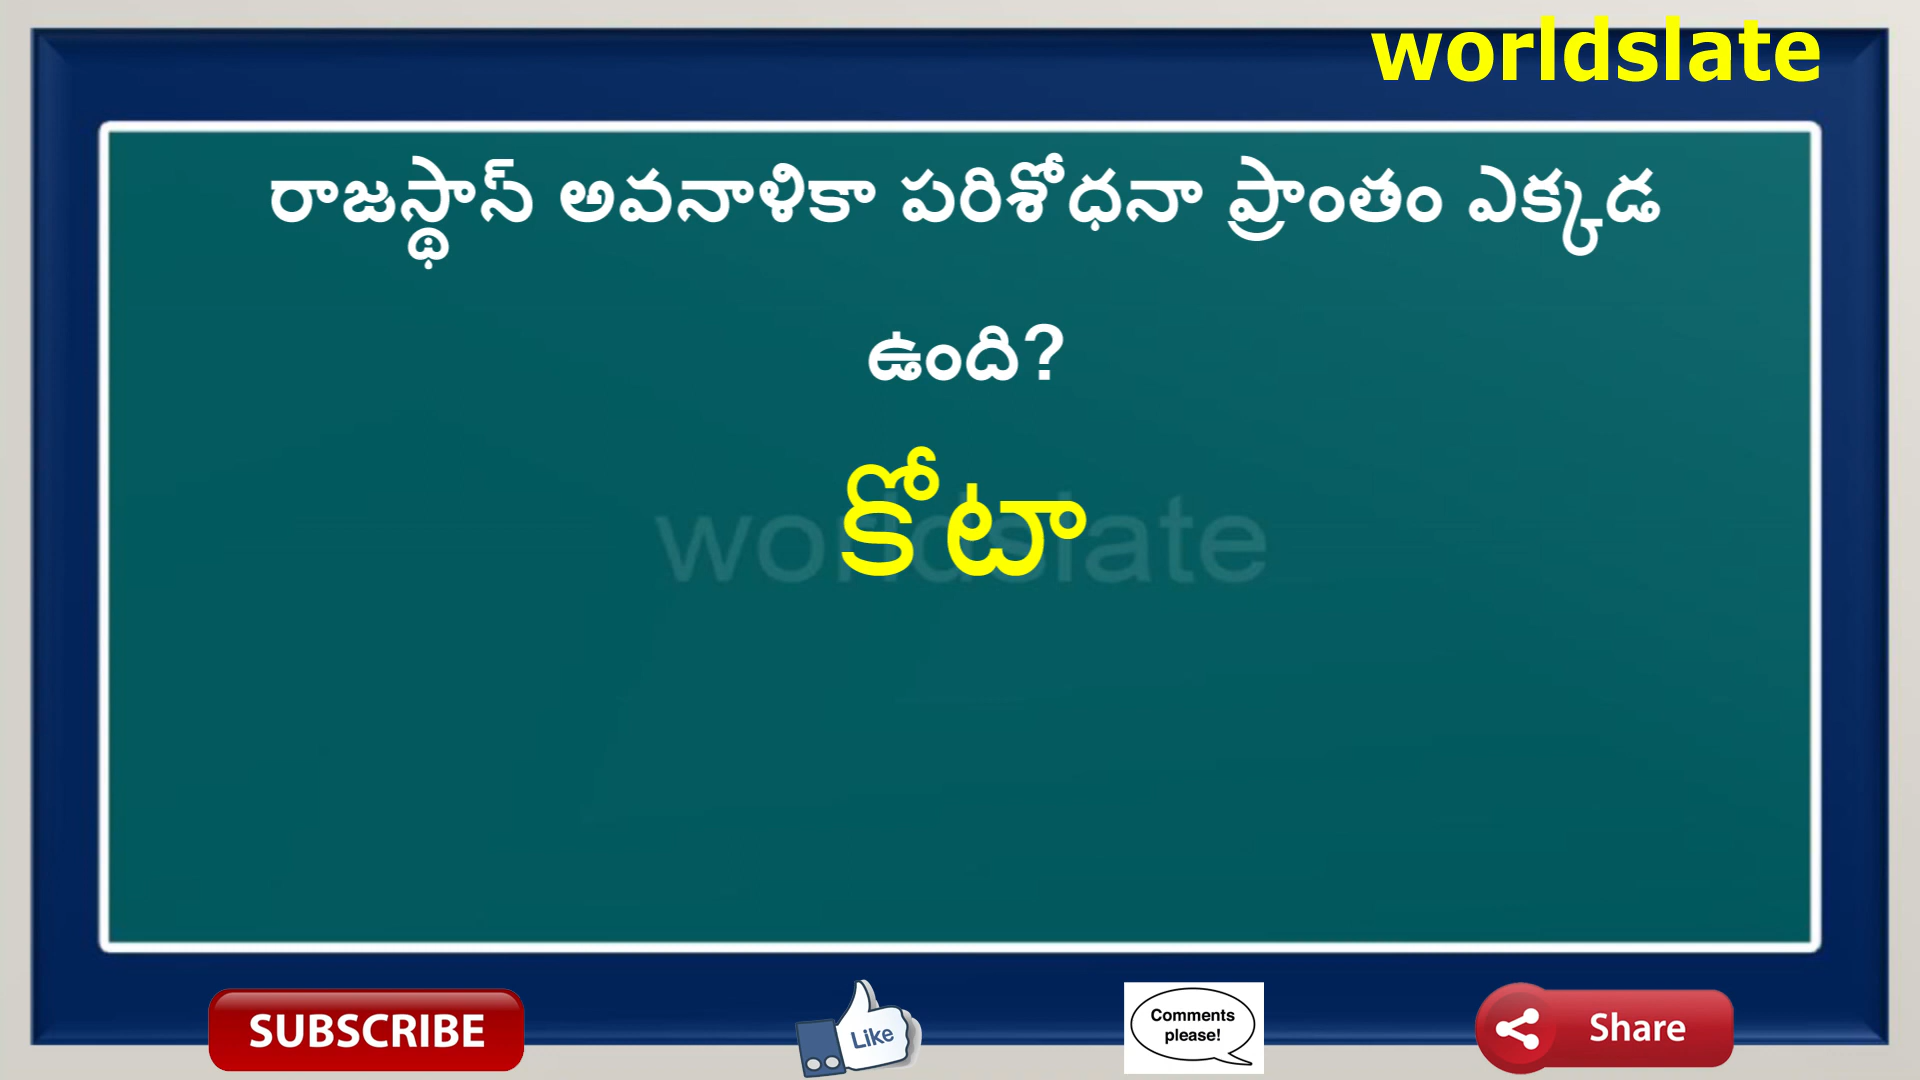 worldslate
రాజస్థాన్ అవనాళికా పరిశోధనా ప్రాంతం ఎక్కడ
ఉంది?
కోటా
worldslate
SUBSCRIBE
Like
Comments
please!
Share